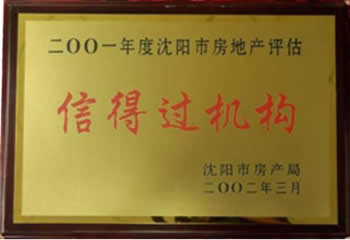 二〇〇一年度沈阳市房地产评估
信得过机构
沈阳市房产局
二〇〇二年三月